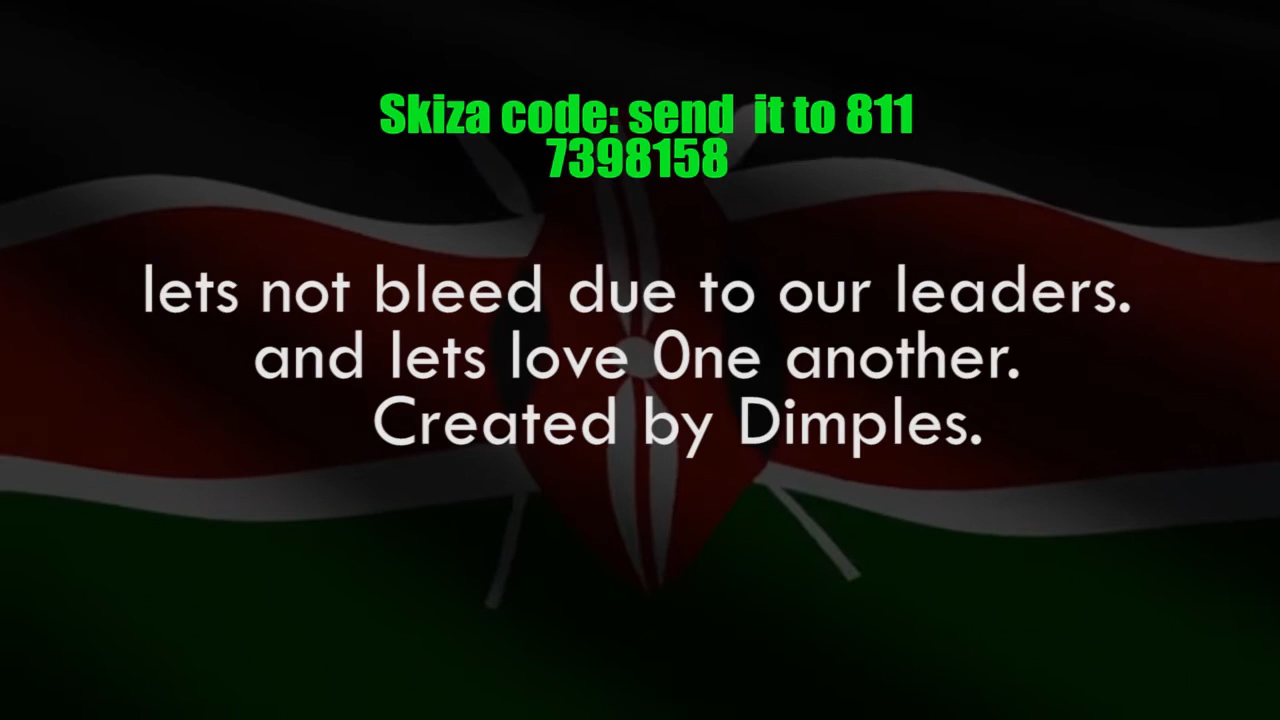 Skiza code: send  it to 811
7398158
lets not bleed due to our leaders.
and lets love 0ne another.
Created by Dimples.